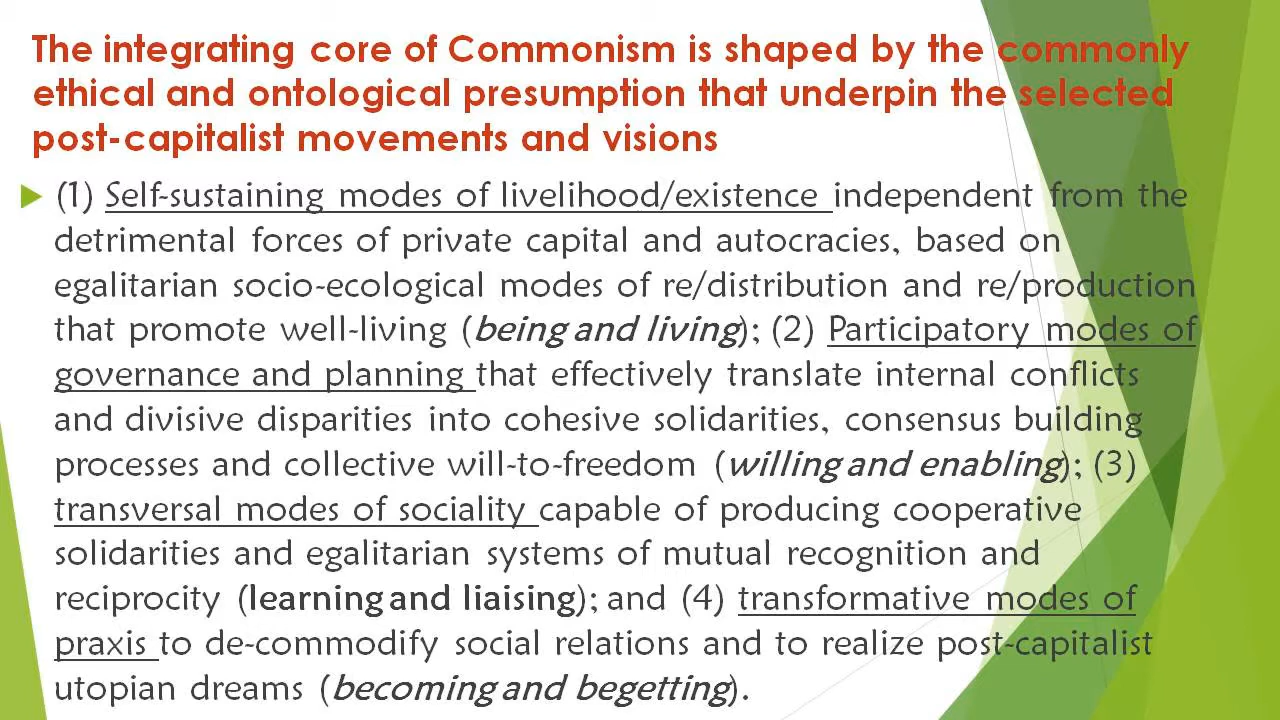 The integrating core of Commonism is shaped by the commonly
ethical and ontological presumption that underpin the selected
post-capitalist movements and visions
(1) Self-sustaining modes of livelihood/existence independent from the
detrimental forces of private capital and autocracies, based on
egalitarian socio-ecological modes of re/distribution and re/production
that promote well-living (being and living); (2) Participatory modes of
governance and planning that effectively translate internal conflicts
and divisive disparities into cohesive solidarities, consensus building
processes and collective will-to-freedom (willing and enabling); (3)
transversal modes of sociality capable of producing cooperative
solidarities and egalitarian systems of mutual recognition and
reciprocity (learning and liaising); and (4) transformative modes of
praxis to de-commodify social relations and to realize post-capitalist
utopian dreams (becoming and begetting).